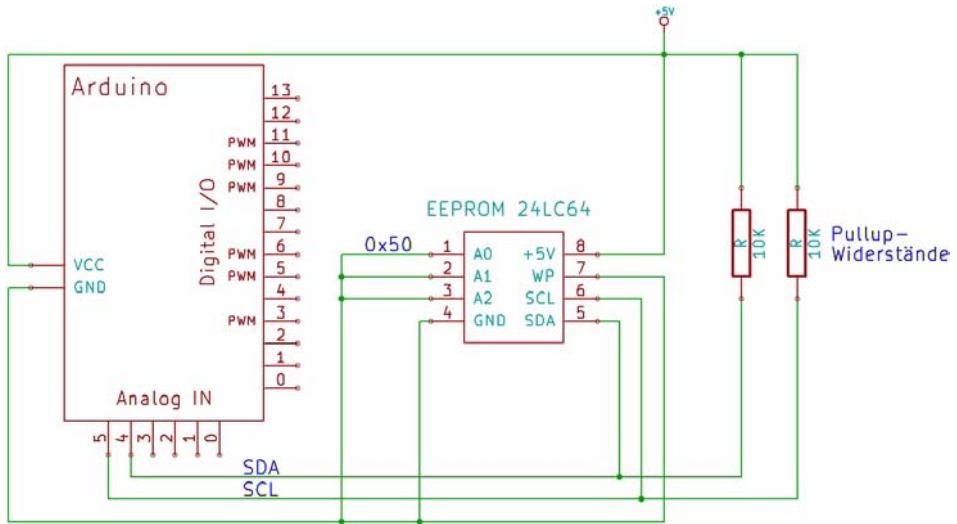 +5V
Arduino
13
12
PWM 11
PWM 10
PWM 9
8
7
PWM 6
PWM 5
4
PWM 3
2
1
0
Digital I/O
VCC
GND
Analog IN
5 4 3 2 1 0
SDA
SCL
EEPROM 24LC64
0x50
1 A0 +5V 8
2 A1 WP 7
3 A2 SCL 6
4 GND SDA 5
R 10K
R 10K
Pullup-
Widerstände